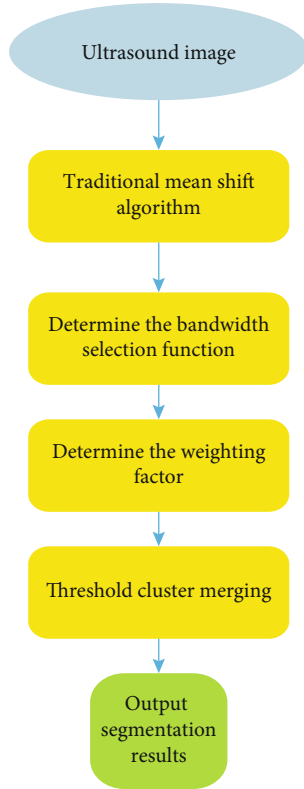 Ultrasound image
Traditional mean shift
algorithm
Determine the bandwidth
selection function
Determine the weighting
factor
Threshold cluster merging
Output
segmentation
results